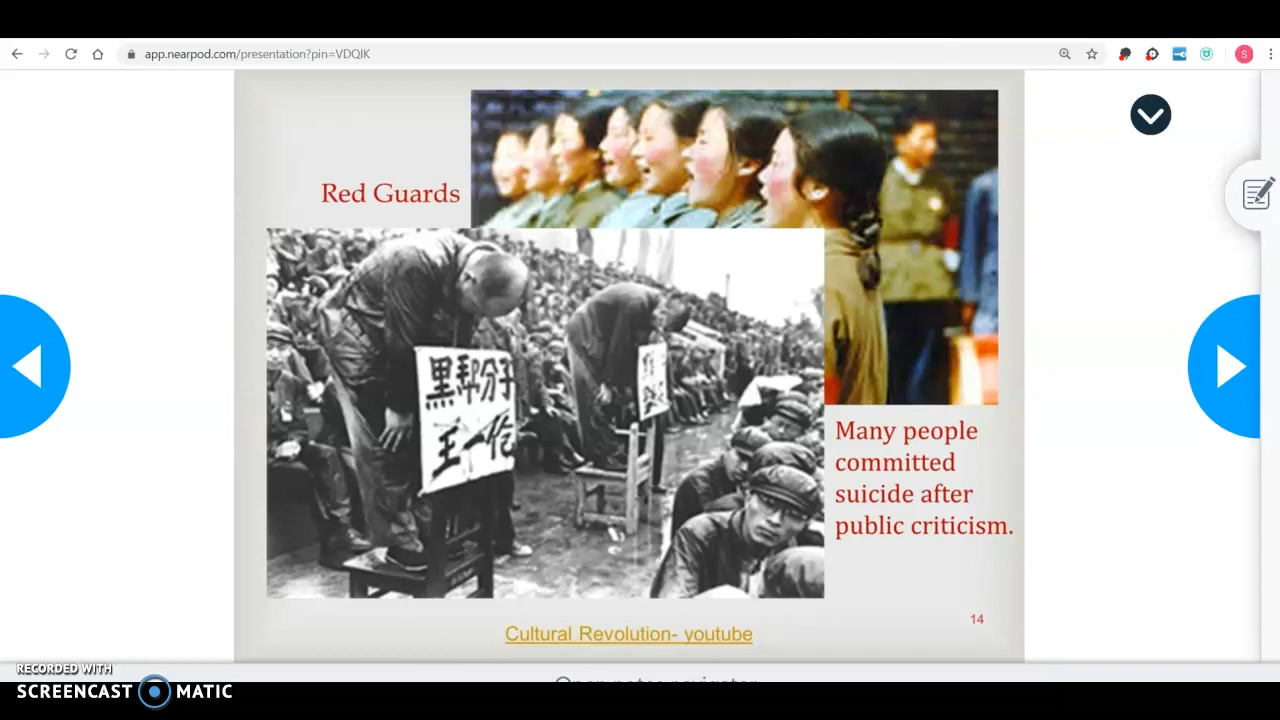 app.nearpod.com/presentation?pin=VDQIK
S
Red Guards
黑帮分子
王一伦
Many people
committed
suicide after
public criticism.
14
Cultural Revolution- youtube
RECORDED WITH
SCREENCAST MATIC